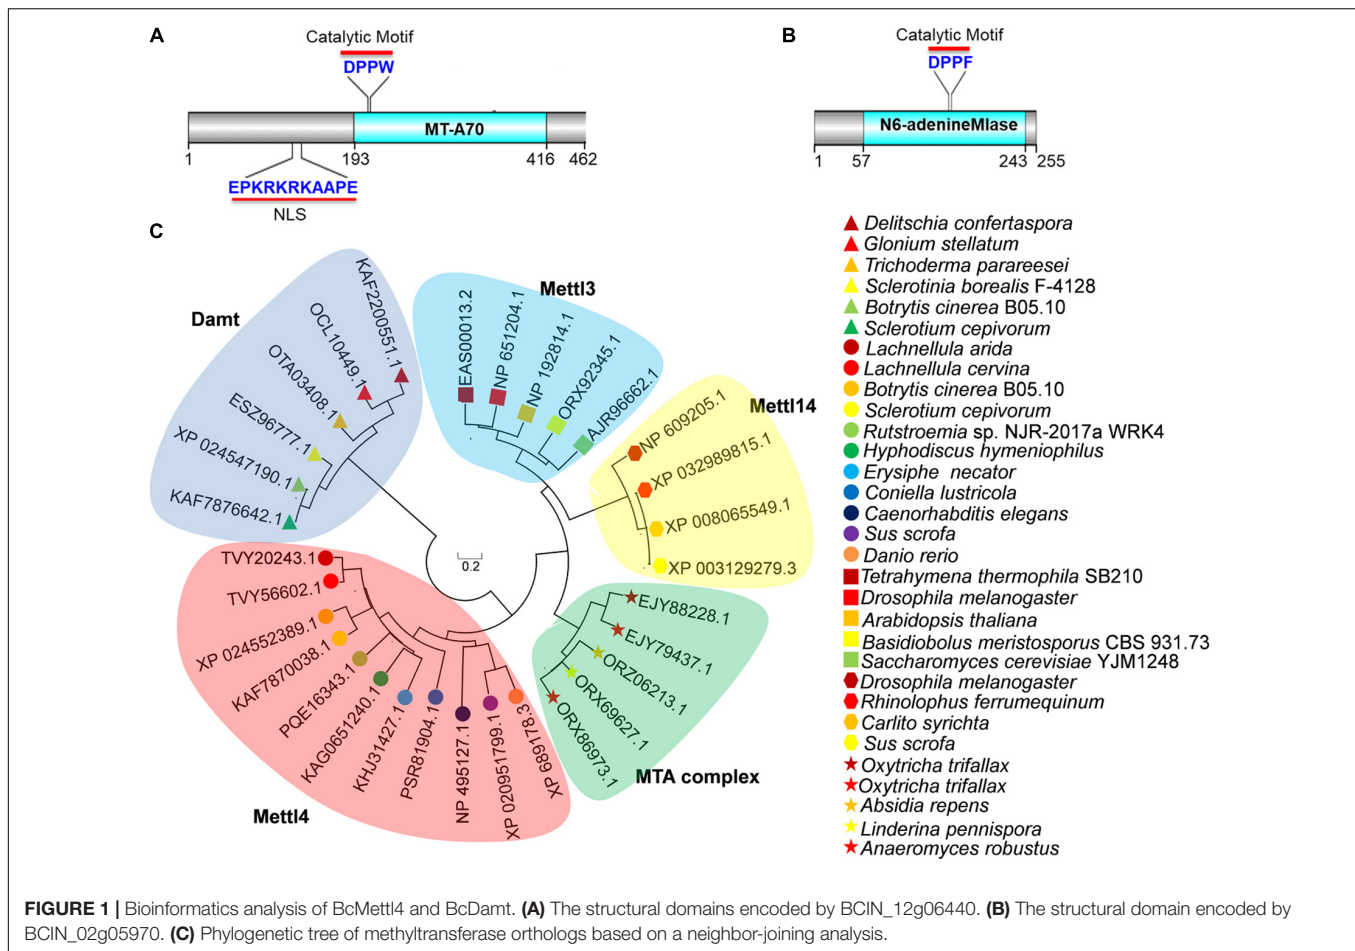 A
Catalytic Motif
DPPW
MT-A70
1
193
416
462
EPKRKRKAAPE
NLS
B
Catalytic Motif
DPPF
N6-adenineMlase
1
57
243
255
C
Damt
KAF2200551.1
OCL10449.1
OTA03408.1
ESZ96777.1
XP 024547190.1
KAF7876642.1
Mettl3
EAS00013.2
NP 651204.1
NP 192814.1
ORX92345.1
AJR96662.1
Mettl14
NP 609205.1
XP 032989815.1
XP 008065549.1
XP 003129279.3
0.2
MTA complex
EJY88228.1
EJY79437.1
ORZ06213.1
ORX69627.1
ORX86973.1
Mettl4
TVY20243.1
TVY56602.1
XP 024552389.1
KAF7870038.1
PQE16343.1
KAG0651240.1
KHJ31427.1
PSR81904.1
NP 495127.1
XP 020951799.1
XP 689178.3
Delitschia confertaspora
Glonium stellatum
Trichoderma parareesei
Sclerotinia borealis F-4128
Botrytis cinerea B05.10
Sclerotium cepivorum
Lachnellula arida
Lachnellula cervina
Botrytis cinerea B05.10
Sclerotium cepivorum
Rutstroemia sp. NJR-2017a WRK4
Hyphodiscus hymeniophilus
Erysiphe necator
Coniella lustricola
Caenorhabditis elegans
Sus scrofa
Danio rerio
Tetrahymena thermophila SB210
Drosophila melanogaster
Arabidopsis thaliana
Basidiobolus meristosporus CBS 931.73
Saccharomyces cerevisiae YJM1248
Drosophila melanogaster
Rhinolophus ferrumequinum
Carlito syrichta
Sus scrofa
Oxytricha trifallax
Oxytricha trifallax
Absidia repens
Linderina pennispora
Anaeromyces robustus
FIGURE 1 | Bioinformatics analysis of BcMettl4 and BcDamt. (A) The structural domains encoded by BCIN_12g06440. (B) The structural domain encoded by
BCIN_02g05970. (C) Phylogenetic tree of methyltransferase orthologs based on a neighbor-joining analysis.